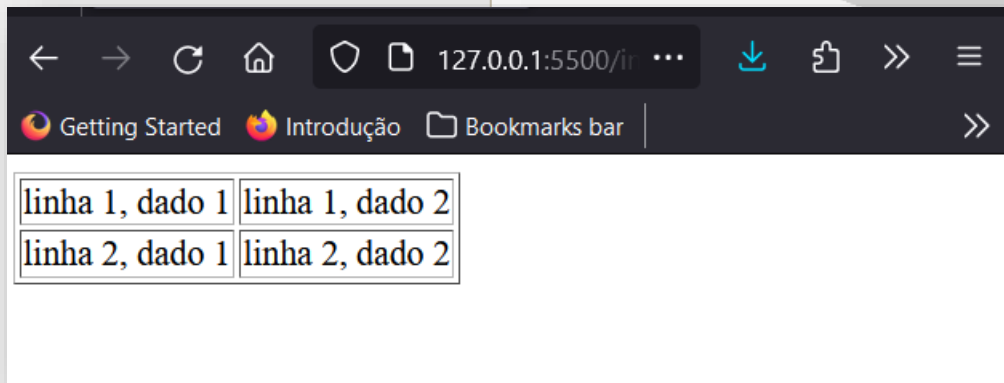 127.0.0.1:5500/in
Getting Started Introdução Bookmarks bar
linha 1, dado 1 linha 1, dado 2
linha 2, dado 1 linha 2, dado 2